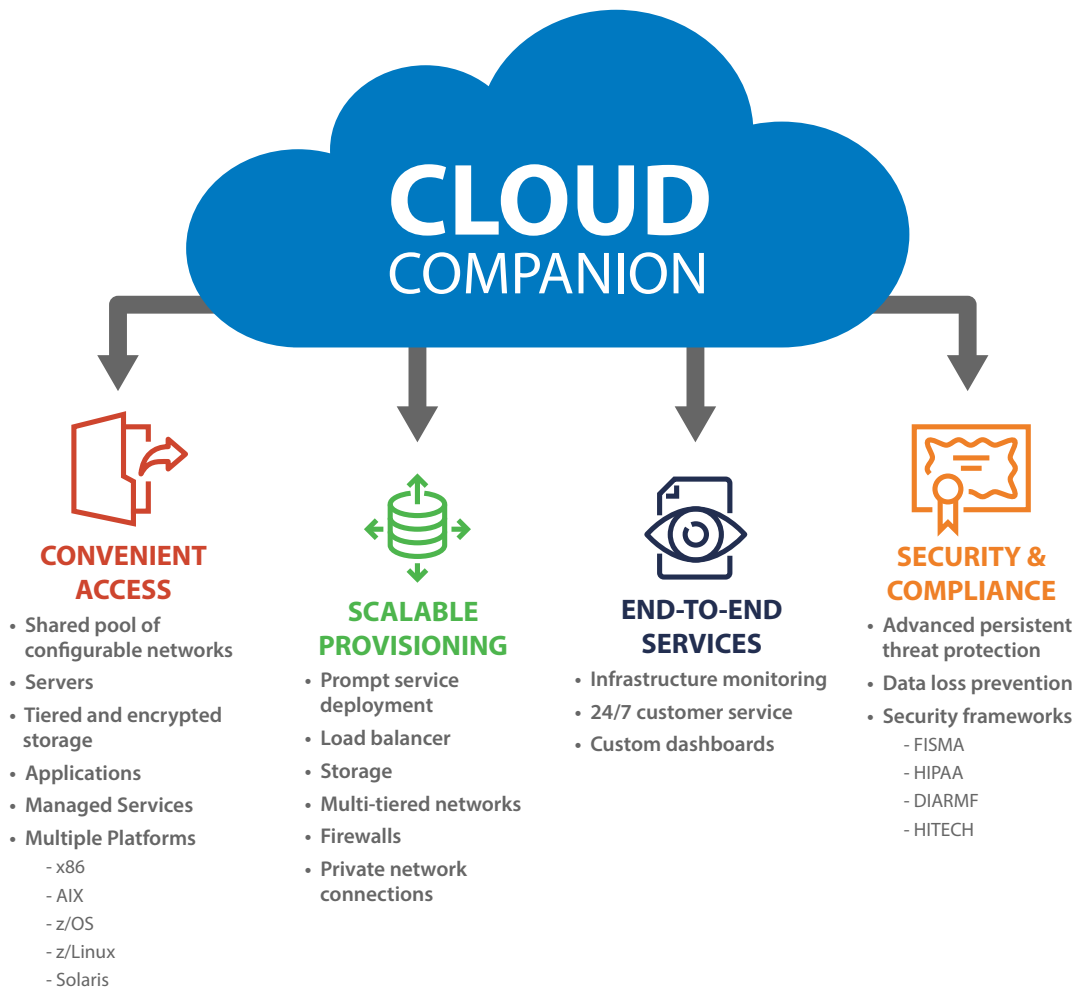 CLOUD
COMPANION
CONVENIENT
ACCESS
• Shared pool of
configurable networks
• Servers
• Tiered and encrypted
storage
• Applications
• Managed Services
• Multiple Platforms
- x86
- AIX
- z/OS
- z/Linux
- Solaris
SCALABLE
PROVISIONING
• Prompt service
deployment
• Load balancer
• Storage
• Multi-tiered networks
• Firewalls
• Private network
connections
END-TO-END
SERVICES
• Infrastructure monitoring
• 24/7 customer service
• Custom dashboards
SECURITY &
COMPLIANCE
• Advanced persistent
threat protection
• Data loss prevention
• Security frameworks
- FISMA
- HIPAA
- DIARMF
- HITECH